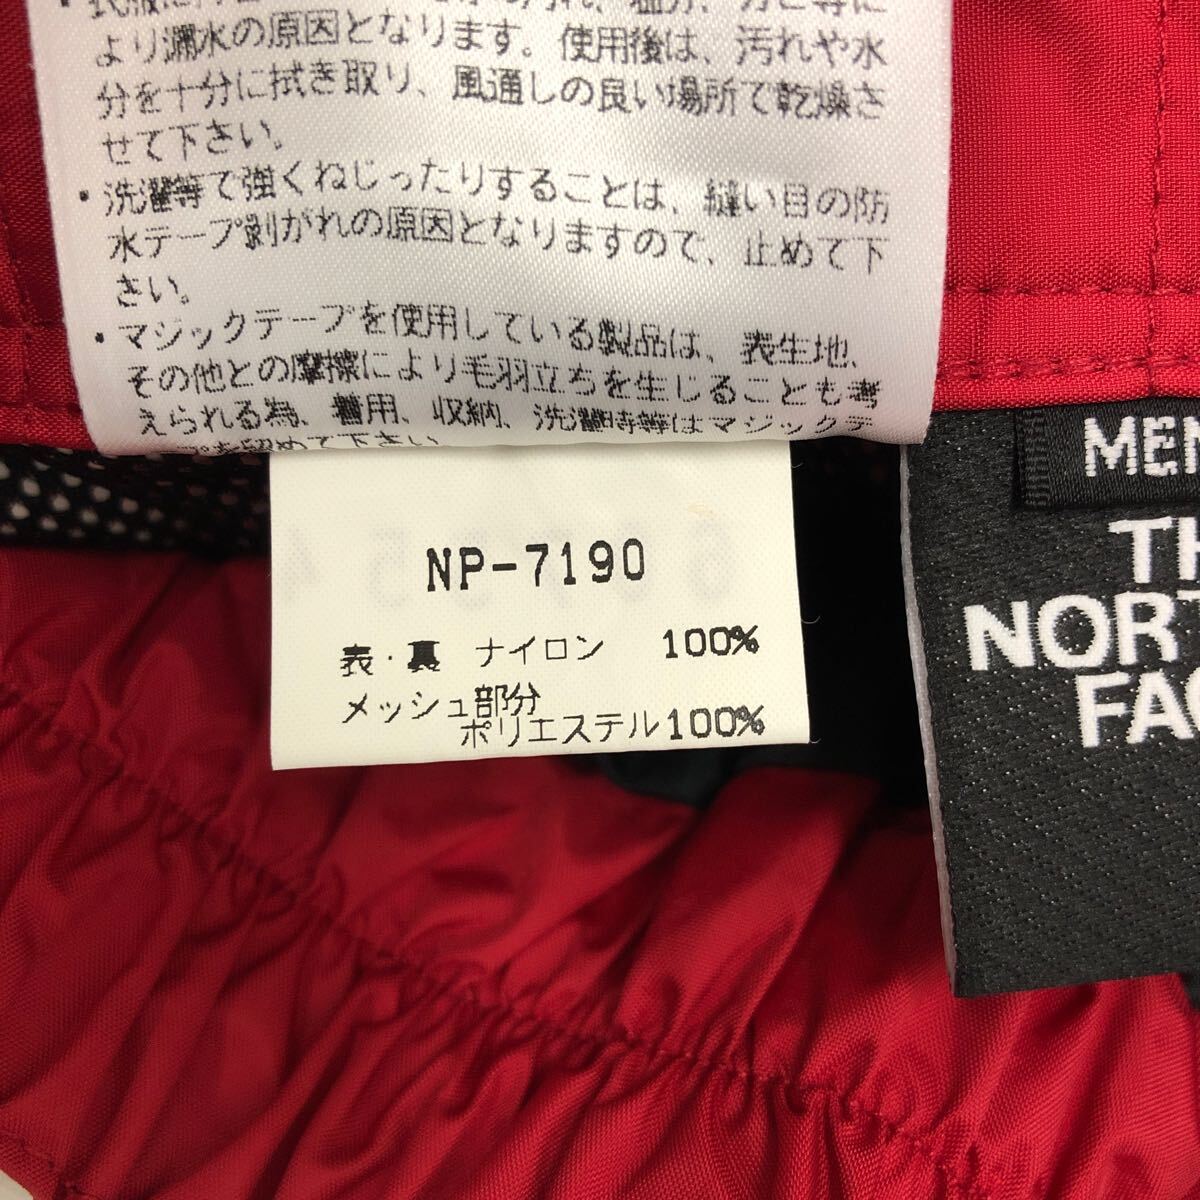 より漏水の原因となります。使用後は、汚れや水
分を十分に拭き取り、風通しの良い場所で乾燥さ
せて下さい。
・洗濯等で強くねじったりすることは、縫い目の防
水テープ剥がれの原因となりますので、止めて下
さい。
・マジックテープを使用している製品は、表生地、
その他との摩擦により毛羽立ちを生じることも考
えられる為、着用、収納、洗濯時等はマジックテ
ープを留めて下さい
NP-7190
表・裏 ナイロン 100%
メッシュ部分
ポリエステル100%
MEN
TH
NORT
FAC